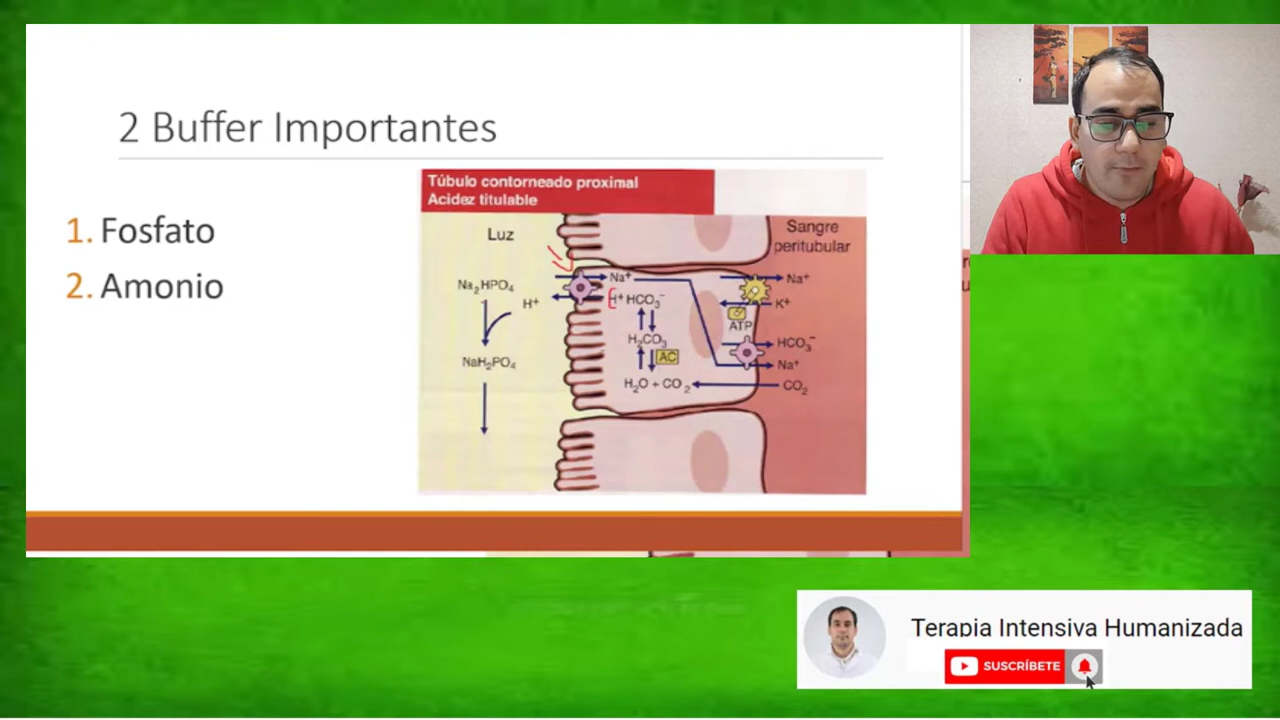 2 Buffer Importantes
1. Fosfato
2. Amonio
Túbulo contorneado proximal
Acidez titulable
Luz
Sangre
peritubular
Na₂HPO₄
H⁺
NaH₂PO₄
Na⁺
H⁺ HCO₃⁻
H₂CO₃
AC
H₂O + CO₂
Na⁺
K⁺
ATP
HCO₃⁻
Na⁺
CO₂
Terapia Intensiva Humanizada
SUSCRÍBETE